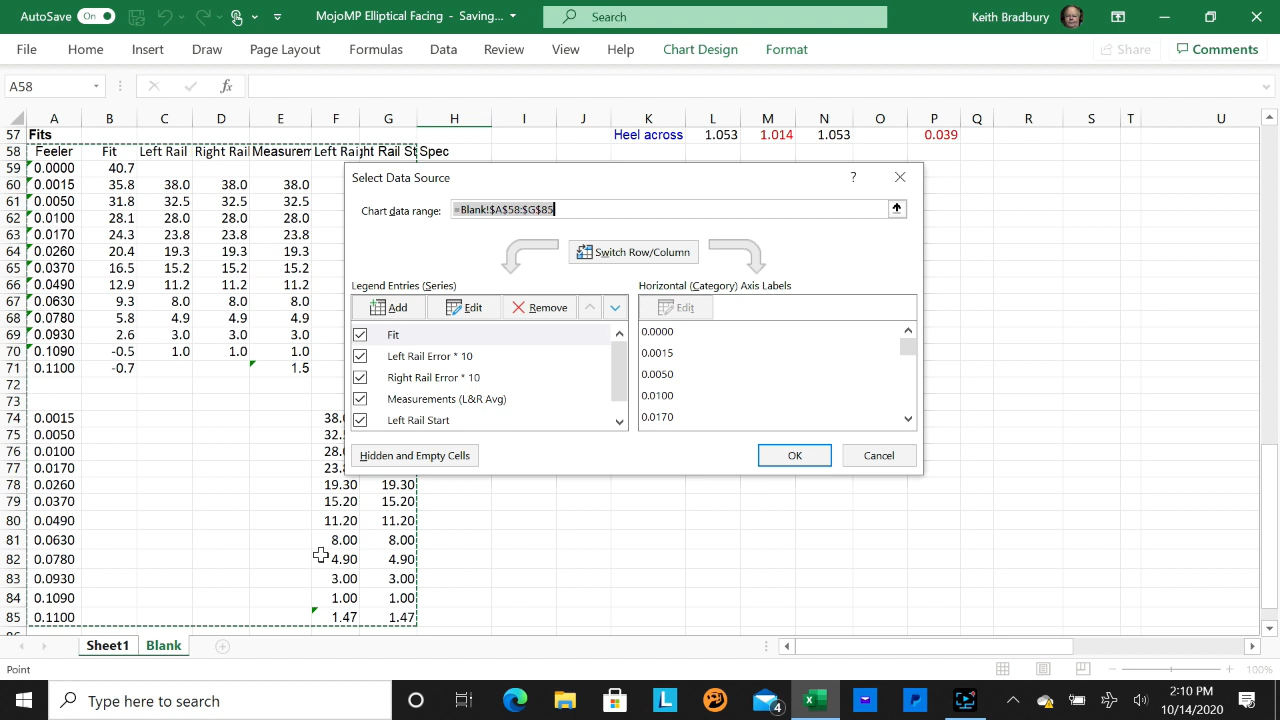 AutoSave On MojoMP Elliptical Facing - Saving... Search Keith Bradbury
File Home Insert Draw Page Layout Formulas Data Review View Help Chart Design Format Share Comments
A58 fx
A B C D E F G H I J K L M N O P Q R S T U
57 Fits Heel across 1.053 1.014 1.053 0.039
58 Feeler Fit Left Rail Right Rail Measurem Left Rai ht Rail St Spec
59 0.0000 40.7
60 0.0015 35.8 38.0 38.0 38.0
61 0.0050 31.8 32.5 32.5 32.5
62 0.0100 28.1 28.0 28.0 28.0
63 0.0170 24.3 23.8 23.8 23.8
64 0.0260 20.4 19.3 19.3 19.3
65 0.0370 16.5 15.2 15.2 15.2
66 0.0490 12.9 11.2 11.2 11.2
67 0.0630 9.3 8.0 8.0 8.0
68 0.0780 5.8 4.9 4.9 4.9
69 0.0930 2.6 3.0 3.0 3.0
70 0.1090 -0.5 1.0 1.0 1.0
71 0.1100 -0.7 1.5
72
73
74 0.0015 38.0
75 0.0050 32.
76 0.0100 28.
77 0.0170 23.
78 0.0260 19.30 19.30
79 0.0370 15.20 15.20
80 0.0490 11.20 11.20
81 0.0630 8.00 8.00
82 0.0780 4.90 4.90
83 0.0930 3.00 3.00
84 0.1090 1.00 1.00
85 0.1100 1.47 1.47
Select Data Source ?
Chart data range: =Blank!$A$58:$G$85
Switch Row/Column
Legend Entries (Series) Horizontal (Category) Axis Labels
Add Edit Remove Edit
Fit 0.0000
Left Rail Error * 10 0.0015
Right Rail Error * 10 0.0050
Measurements (L&R Avg) 0.0100
Left Rail Start 0.0170
Hidden and Empty Cells OK Cancel
Sheet1 Blank
Point 100%
Type here to search L 4 2:10 PM
10/14/2020